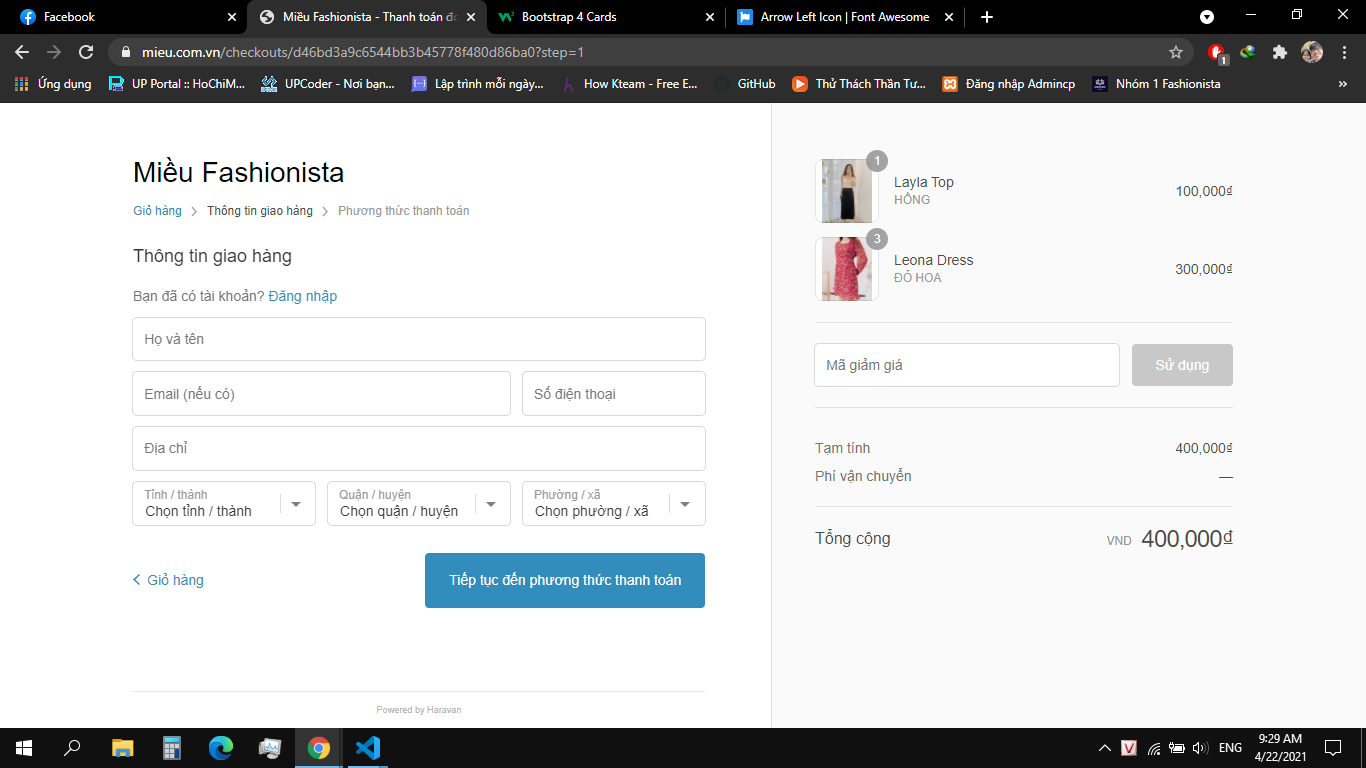 Facebook
Miều Fashionista - Thanh toán đơ
Bootstrap 4 Cards
Arrow Left Icon | Font Awesome
mieu.com.vn/checkouts/d46bd3a9c6544bb3b45778f480d86ba0?step=1
1
Ứng dụng
UP Portal :: HoChiM...
UPCoder - Nơi bạn...
Lập trình mỗi ngày...
How Kteam - Free E...
GitHub
Thử Thách Thần Tư...
Đăng nhập Admincp
Nhóm 1 Fashionista
»
Miều Fashionista
Giỏ hàng > Thông tin giao hàng > Phương thức thanh toán
Thông tin giao hàng
Bạn đã có tài khoản? Đăng nhập
Họ và tên
Email (nếu có)
Số điện thoại
Địa chỉ
Tỉnh / thành
Chọn tỉnh / thành
Quận / huyện
Chọn quận / huyện
Phường / xã
Chọn phường / xã
< Giỏ hàng
Tiếp tục đến phương thức thanh toán
Powered by Haravan
1
Layla Top
HỒNG
100,000₫
3
Leona Dress
ĐỎ HOA
300,000₫
Mã giảm giá
Sử dụng
Tạm tính
400,000₫
Phí vận chuyển
—
Tổng cộng
VND 400,000₫
V
ENG
9:29 AM
4/22/2021